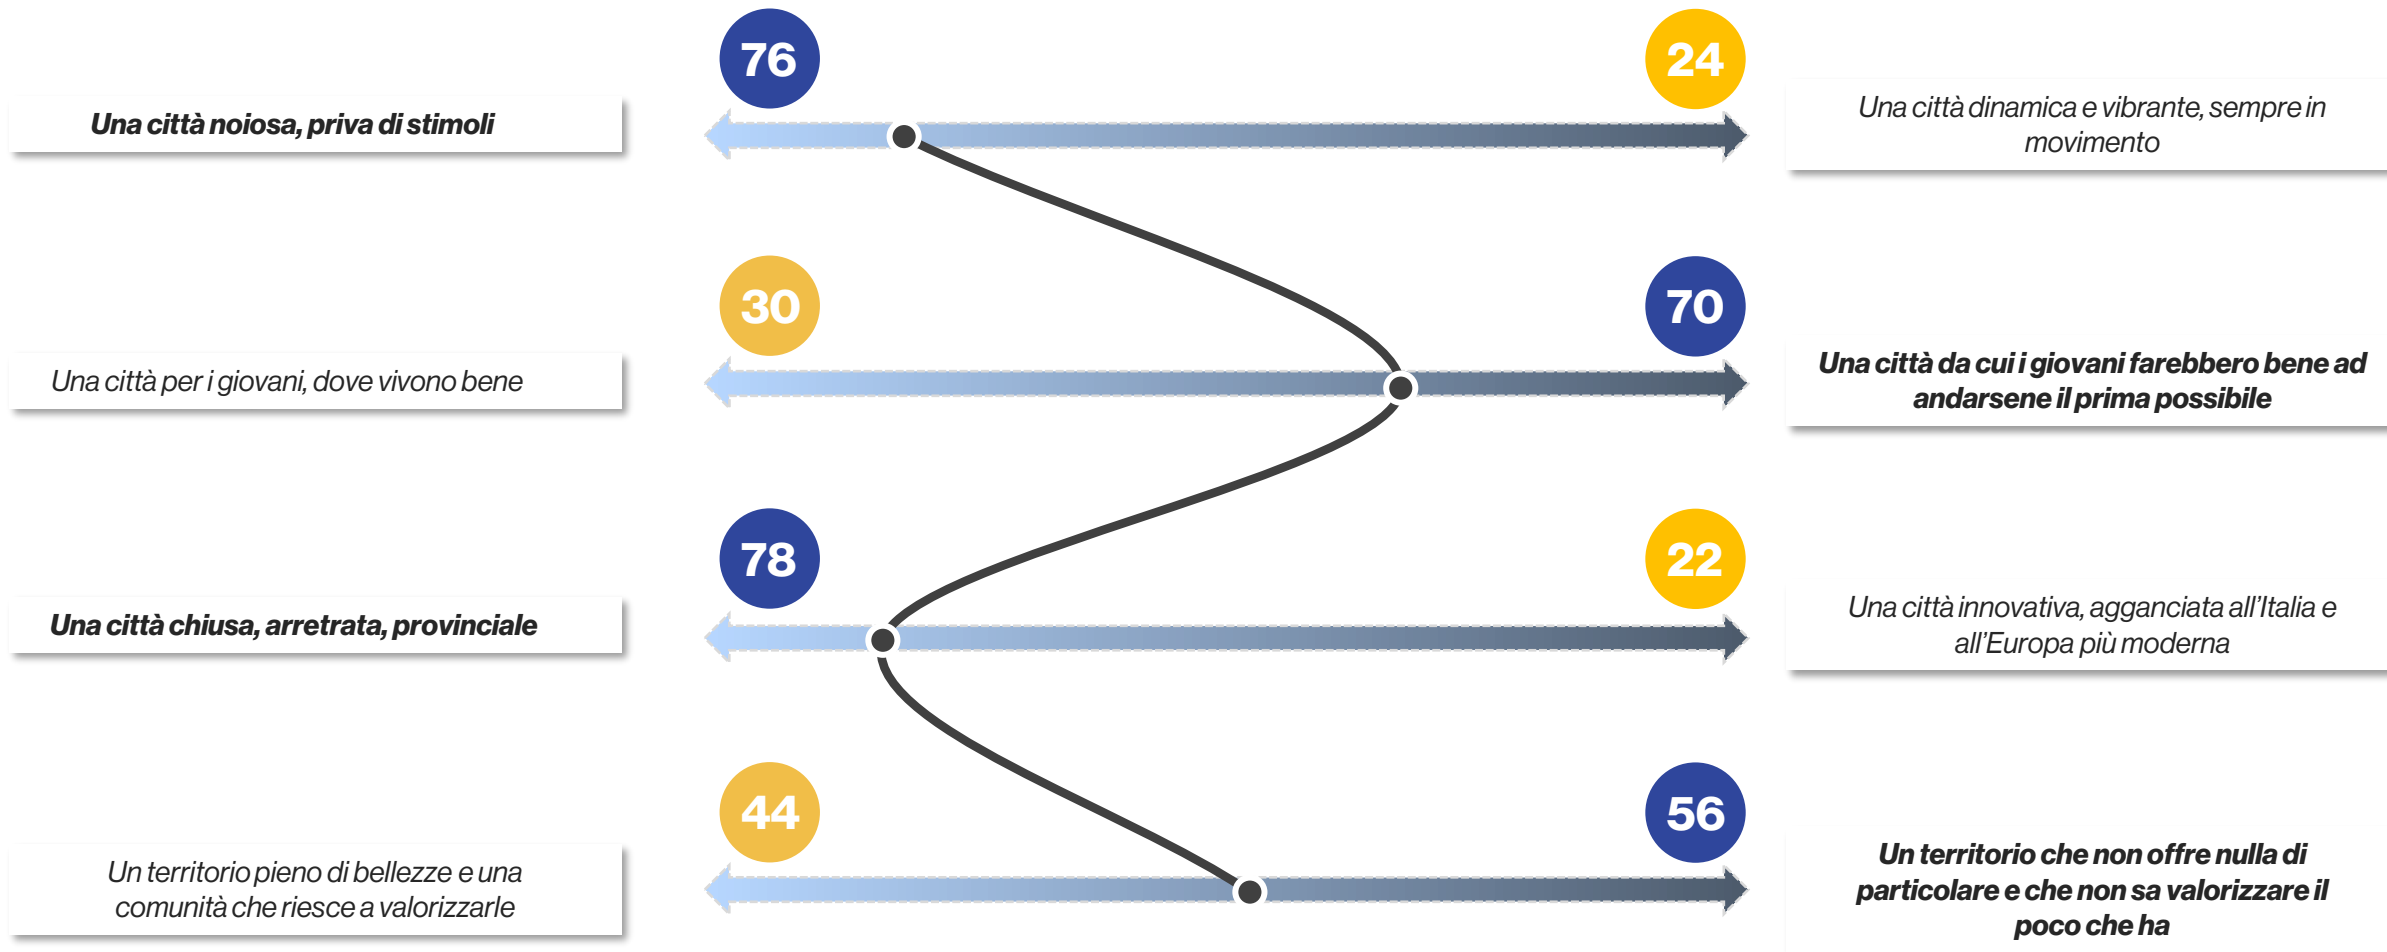 76
24
Una città noiosa, priva di stimoli
Una città dinamica e vibrante, sempre in
movimento
30
70
Una città per i giovani, dove vivono bene
Una città da cui i giovani farebbero bene ad
andarsene il prima possibile
78
22
Una città chiusa, arretrata, provinciale
Una città innovativa, agganciata all’Italia e
all’Europa più moderna
44
56
Un territorio pieno di bellezze e una
comunità che riesce a valorizzarle
Un territorio che non offre nulla di
particolare e che non sa valorizzare il
poco che ha